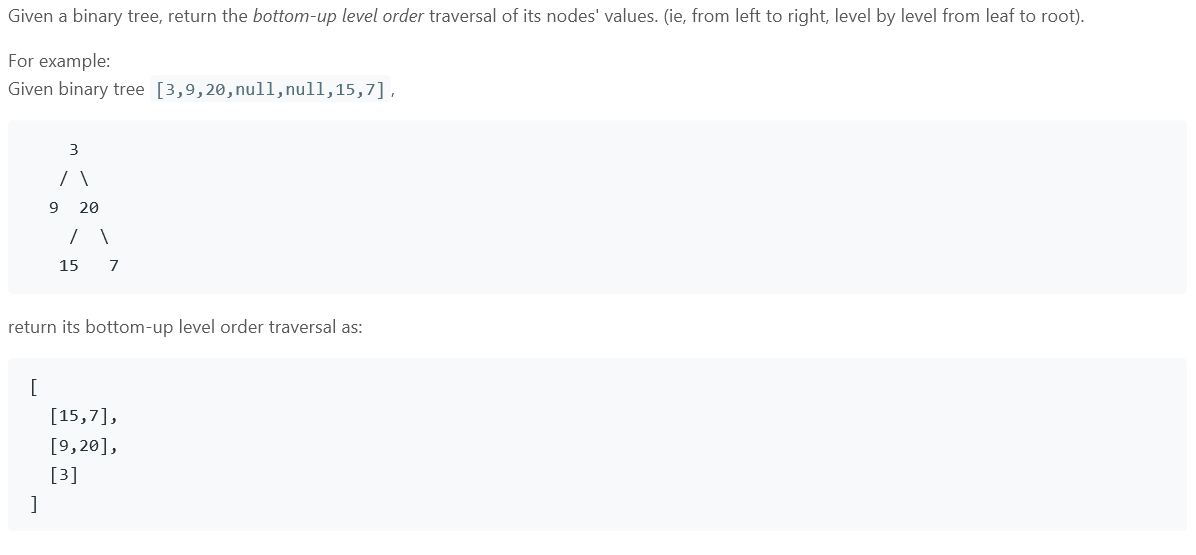 Given a binary tree, return the bottom-up level order traversal of its nodes' values. (ie, from left to right, level by level from leaf to root).
For example:
Given binary tree [3,9,20,null,null,15,7],
3
/ \
9 20
/ \
15 7
return its bottom-up level order traversal as:
[
[15,7],
[9,20],
[3]
]